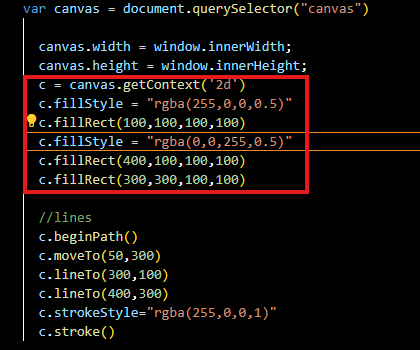 var canvas = document.querySelector("canvas")
canvas.width = window.innerWidth;
canvas.height = window.innerHeight;
c = canvas.getContext('2d')
c.fillStyle = "rgba(255,0,0,0.5)"
c.fillRect(100,100,100,100)
c.fillStyle = "rgba(0,0,255,0.5)"
c.fillRect(400,100,100,100)
c.fillRect(300,300,100,100)
//lines
c.beginPath()
c.moveTo(50,300)
c.lineTo(300,100)
c.lineTo(400,300)
c.strokeStyle="rgba(255,0,0,1)"
c.stroke()